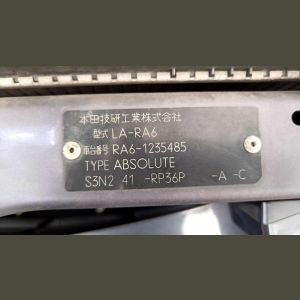 本田技研工業株式会社
型式 LA-RA6
車台番号 RA6-1235485
TYPE ABSOLUTE
S3N2 41 -RP36P -A -C